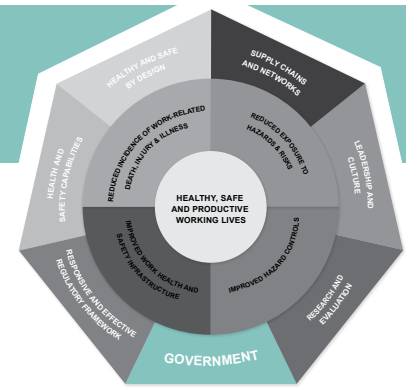 HEALTHY AND SAFE
BY DESIGN
SUPPLY CHAINS
AND NETWORKS
LEADERSHIP AND
CULTURE
RESEARCH AND
EVALUATION
GOVERNMENT
RESPONSIVE AND EFFECTIVE
REGULATORY FRAMEWORK
HEALTH AND
SAFETY CAPABILITIES
REDUCED INCIDENCE OF WORK-RELATED
DEATH, INJURY & ILLNESS
REDUCED EXPOSURE TO
HAZARDS & RISKS
IMPROVED HAZARD CONTROLS
IMPROVED WORK HEALTH AND
SAFETY INFRASTRUCTURE
HEALTHY, SAFE
AND PRODUCTIVE
WORKING LIVES